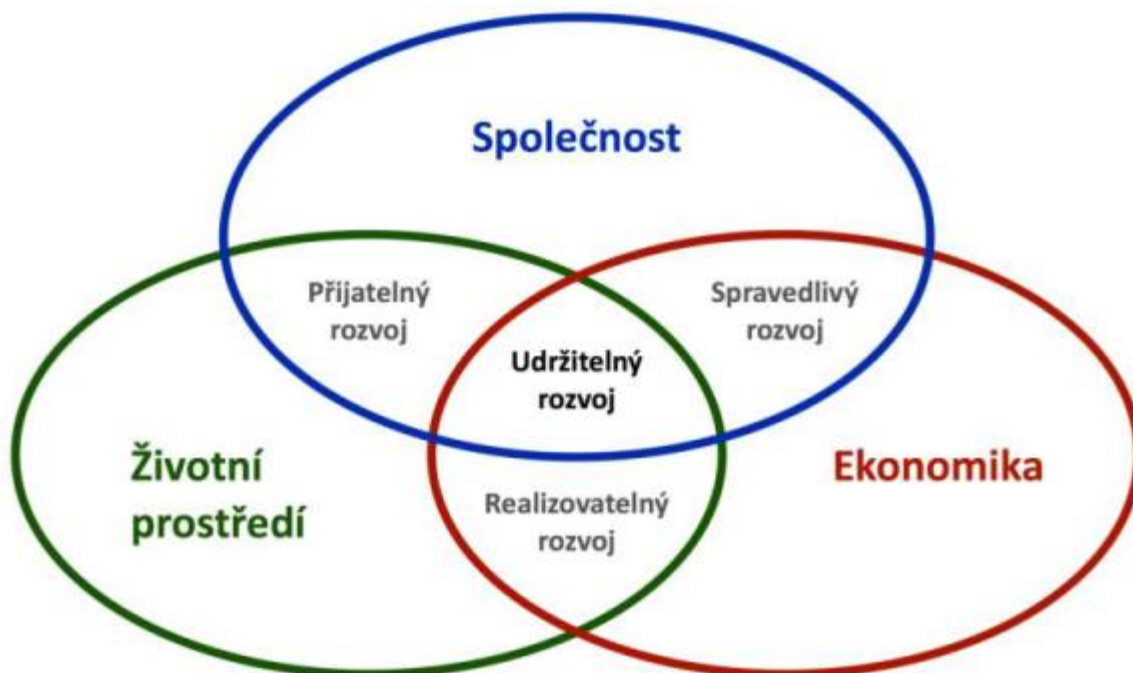 Společnost
Přijatelný
rozvoj
Spravedlivý
rozvoj
Udržitelný
rozvoj
Životní
prostředí
Ekonomika
Realizovatelný
rozvoj